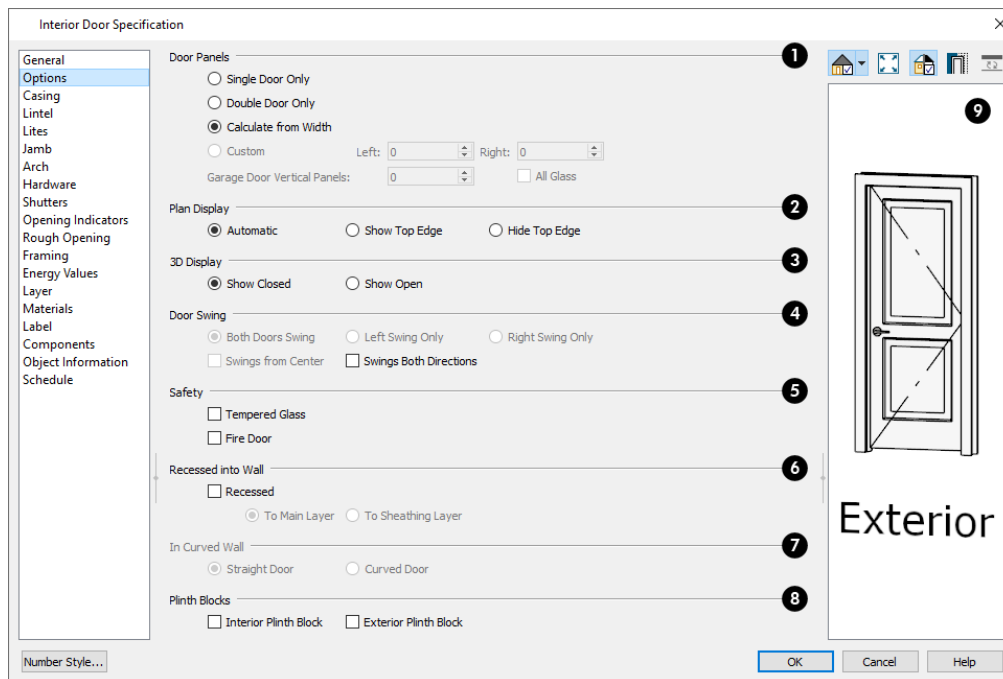 Interior Door Specification
General
Options
Casing
Lintel
Lites
Jamb
Arch
Hardware
Shutters
Opening Indicators
Rough Opening
Framing
Energy Values
Layer
Materials
Label
Components
Object Information
Schedule
Door Panels 1
Single Door Only
Double Door Only
Calculate from Width
Custom Left: 0 Right: 0
Garage Door Vertical Panels: 0 All Glass
Plan Display 2
Automatic Show Top Edge Hide Top Edge
3D Display 3
Show Closed Show Open
Door Swing 4
Both Doors Swing Left Swing Only Right Swing Only
Swings from Center Swings Both Directions
Safety 5
Tempered Glass
Fire Door
Recessed into Wall 6
Recessed
To Main Layer To Sheathing Layer
In Curved Wall 7
Straight Door Curved Door
Plinth Blocks 8
Interior Plinth Block Exterior Plinth Block
9
Exterior
Number Style... OK Cancel Help